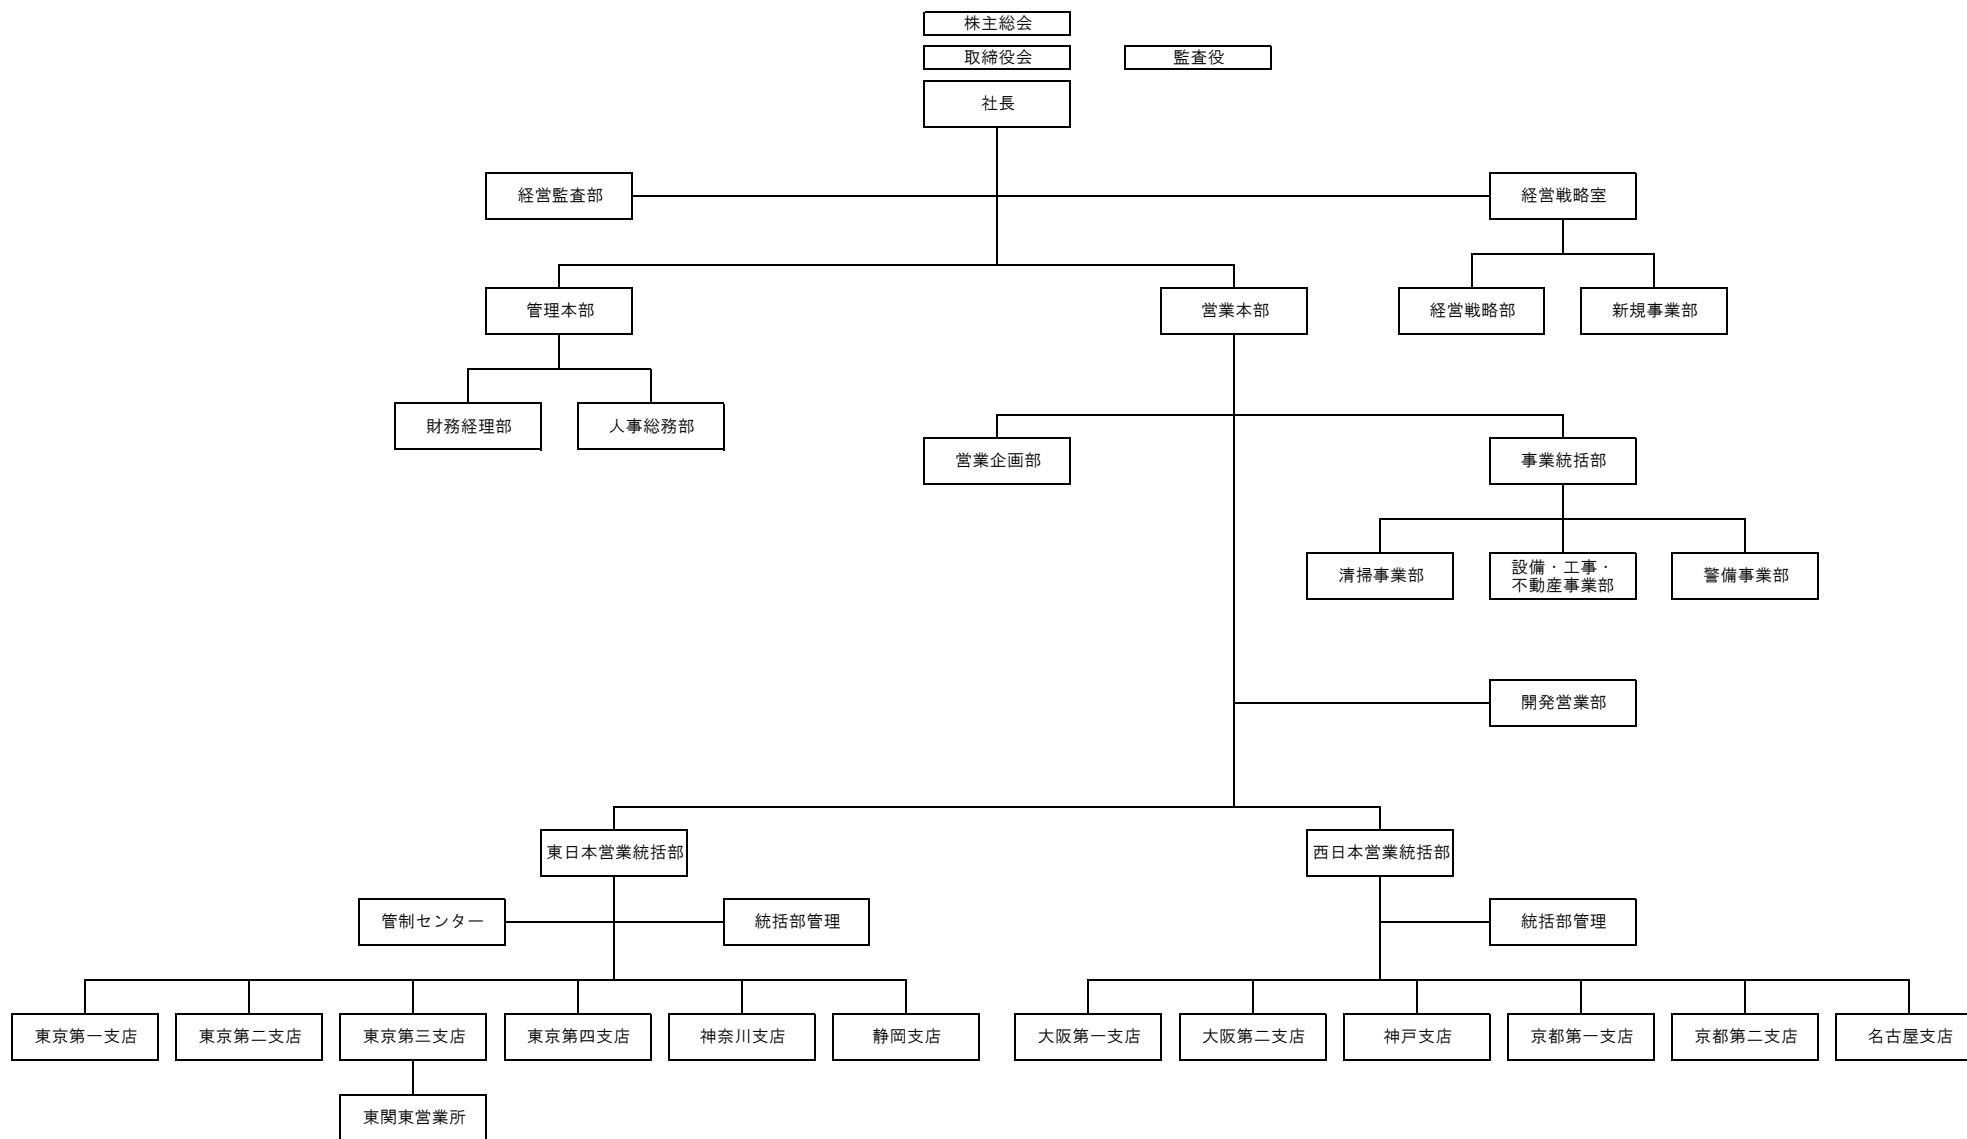 株主総会
取締役会
監査役
社長
経営監査部
経営戦略室
管理本部
営業本部
経営戦略部
新規事業部
財務経理部
人事総務部
営業企画部
事業統括部
清掃事業部
設備・工事・
不動産事業部
警備事業部
開発営業部
東日本営業統括部
西日本営業統括部
管制センター
統括部管理
統括部管理
東京第一支店
東京第二支店
東京第三支店
東京第四支店
神奈川支店
静岡支店
大阪第一支店
大阪第二支店
神戸支店
京都第一支店
京都第二支店
名古屋支店
東関東営業所